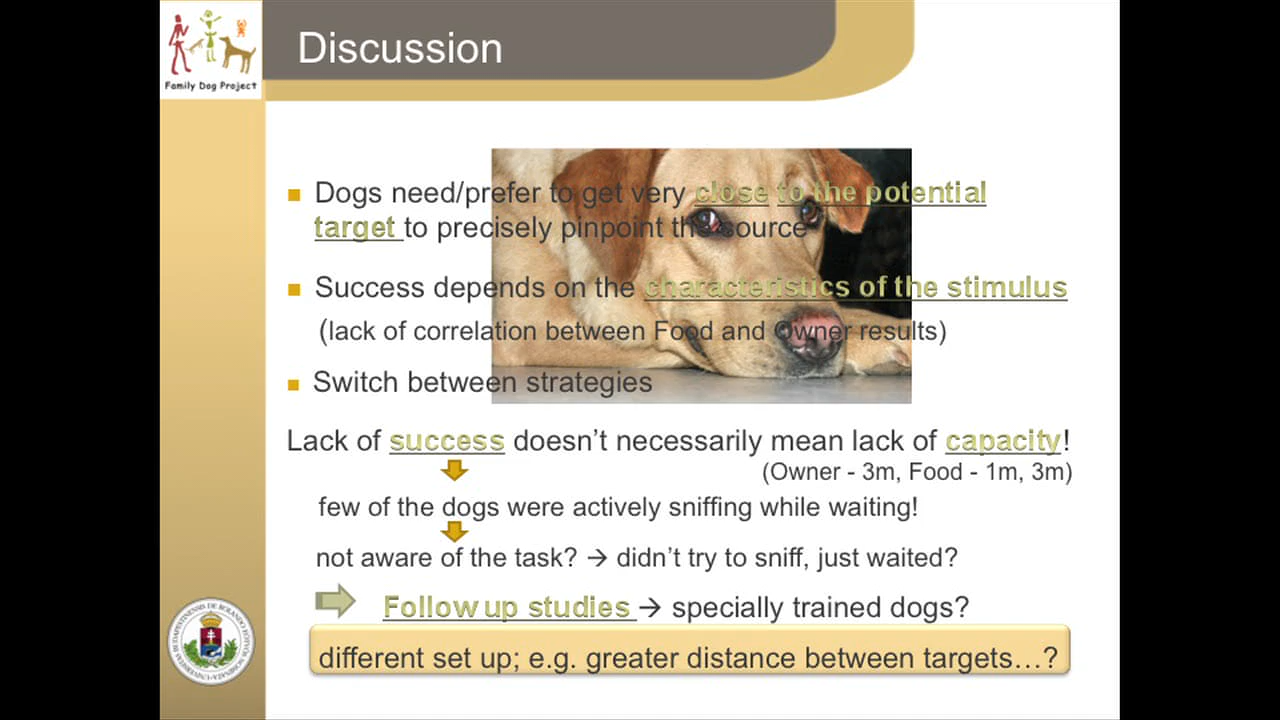 Family Dog Project
Discussion
Dogs need/prefer to get very close to the potential
target to precisely pinpoint the source
Success depends on the characteristics of the stimulus
(lack of correlation between Food and Owner results)
Switch between strategies
Lack of success doesn't necessarily mean lack of capacity!
(Owner - 3m, Food - 1m, 3m)
few of the dogs were actively sniffing while waiting!
not aware of the task? → didn't try to sniff, just waited?
Follow up studies → specially trained dogs?
different set up; e.g. greater distance between targets…?